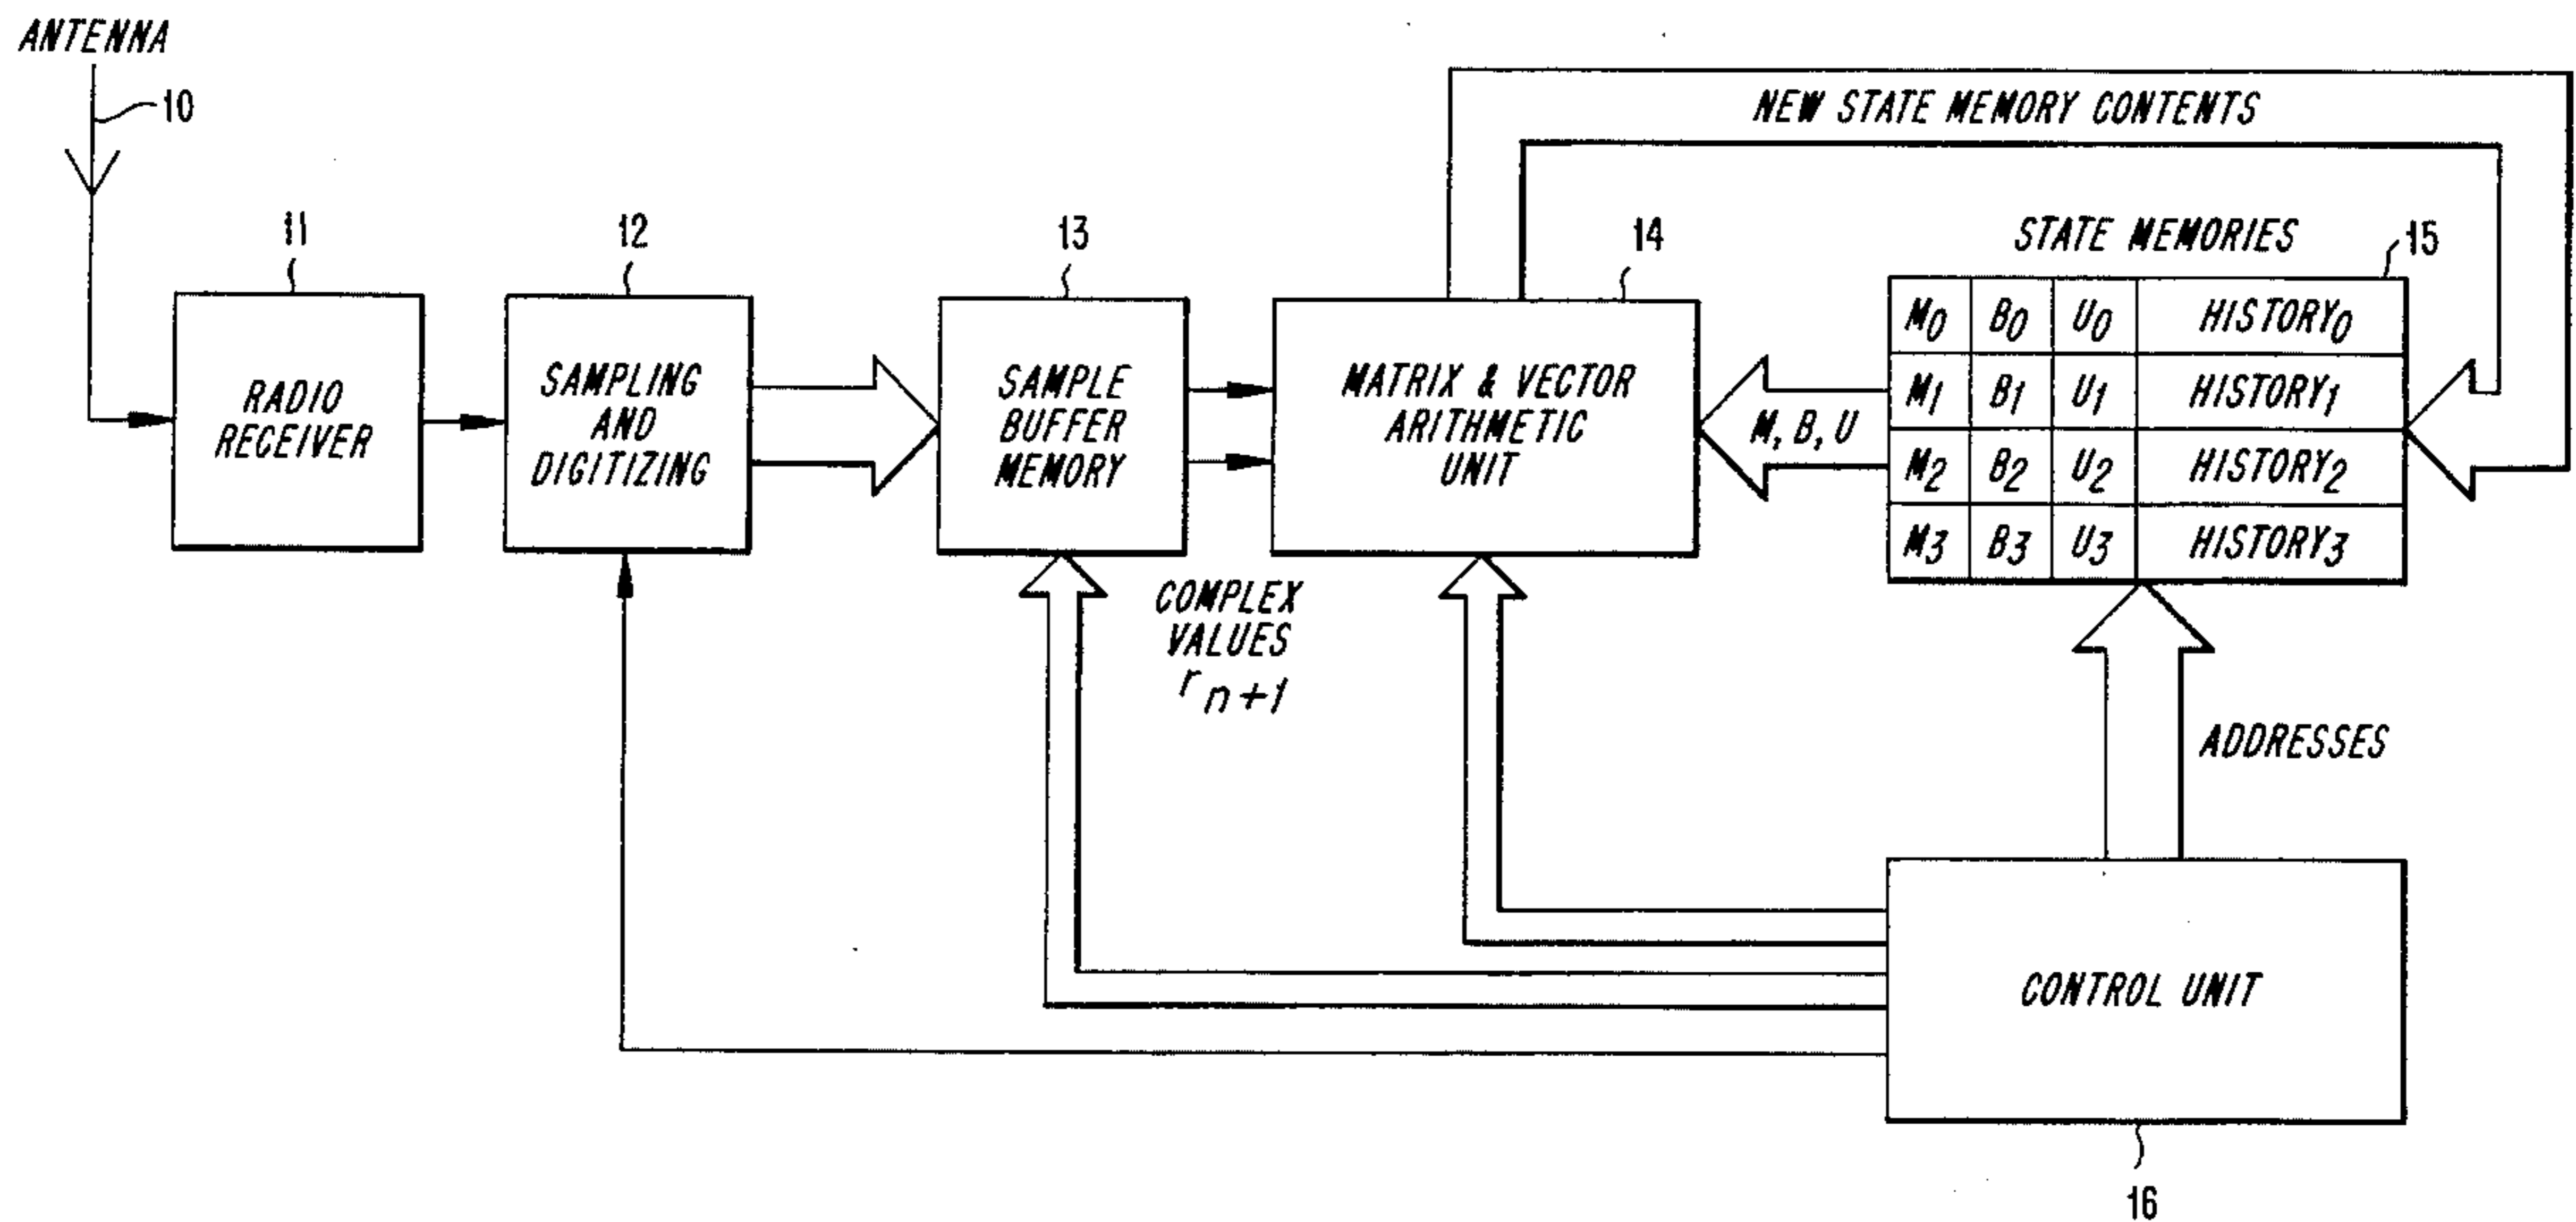 ANTENNA
10
NEW STATE MEMORY CONTENTS
11
12
13
14
STATE MEMORIES
15
RADIO
RECEIVER
SAMPLING
AND
DIGITIZING
SAMPLE
BUFFER
MEMORY
MATRIX & VECTOR
ARITHMETIC
UNIT
M, B, U
M0 B0 U0 HISTORY0
M1 B1 U1 HISTORY1
M2 B2 U2 HISTORY2
M3 B3 U3 HISTORY3
COMPLEX
VALUES
r n+1
ADDRESSES
CONTROL UNIT
16